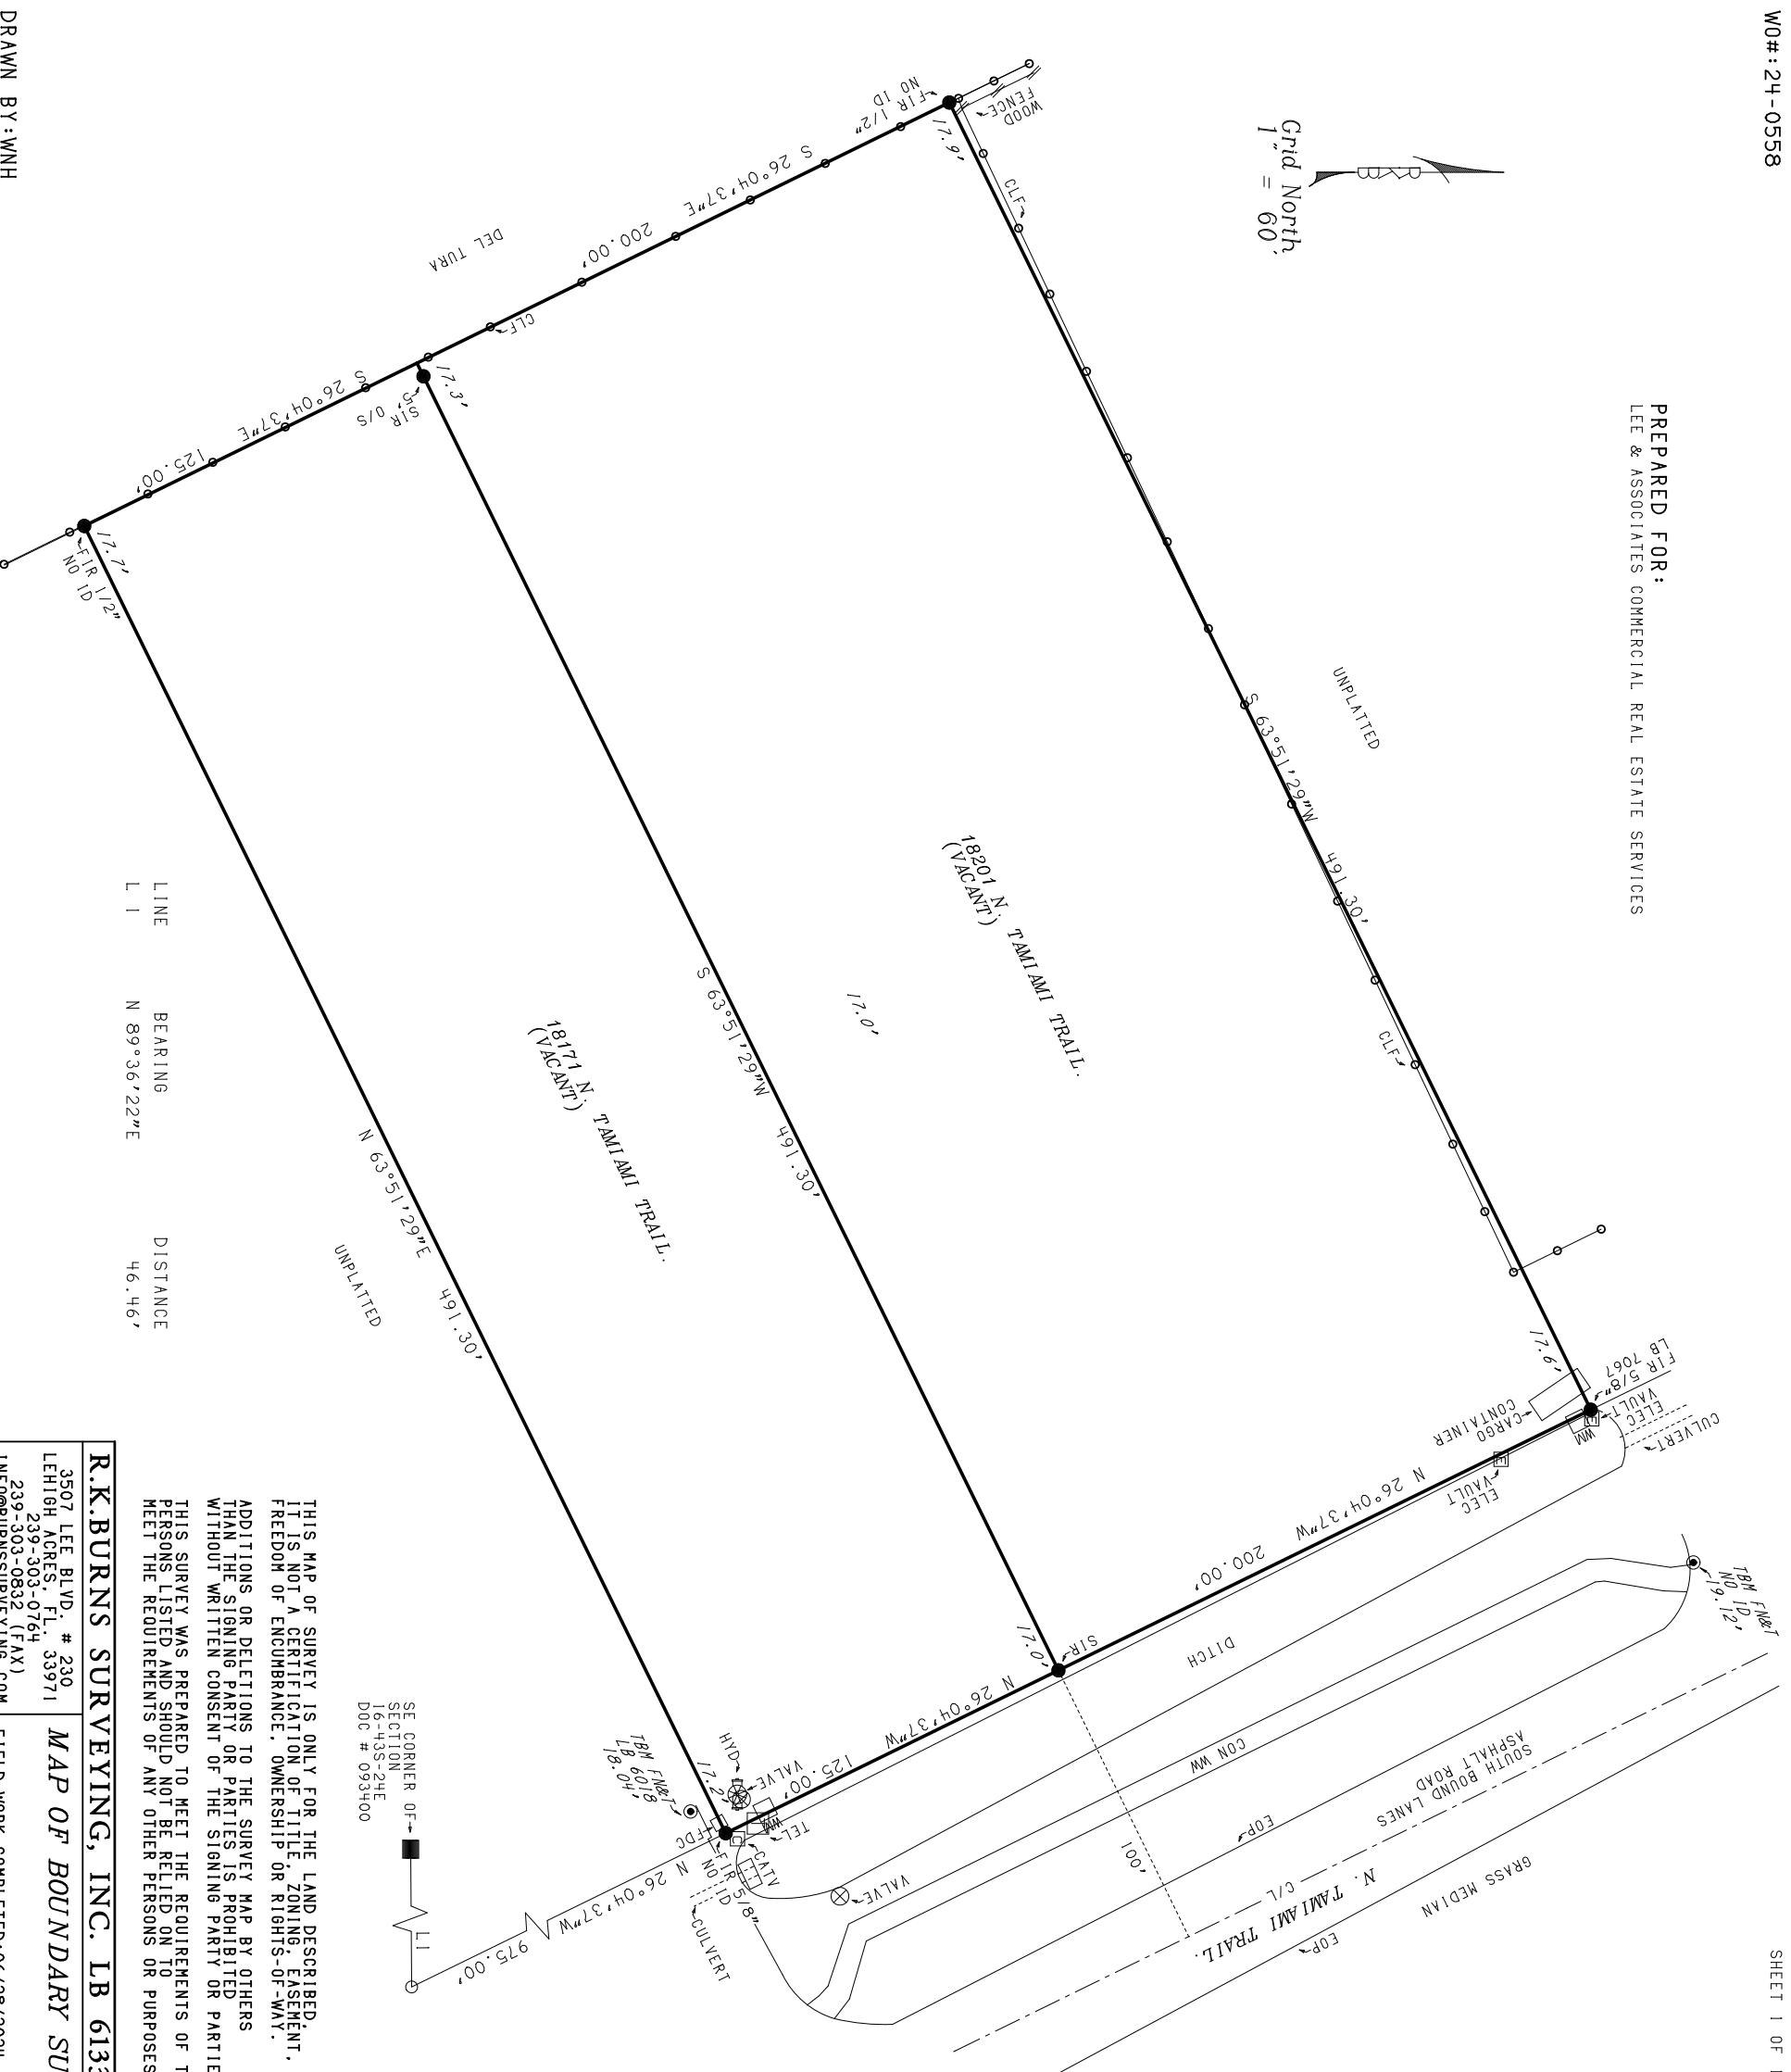 WO#:24-0558
SHEET 1 OF
PREPARED FOR:
LEE & ASSOCIATES COMMERCIAL REAL ESTATE SERVICES
Grid North
1" = 60'
WOOD
FENCE
FIR 1/2"
NO ID
17.9'
CLF
S 26°04'37"E
200.00'
DEL TURA
CLF
17.3'
SIR O/S
5'
S 26°04'37"E
125.00'
17.7'
FIR 1/2"
NO ID
UNPLATTED
S 63°51'29"W
491.30'
CLF
18201 N. TAMIAMI TRAIL.
(VACANT)
17.0'
S 63°51'29"W
491.30'
18171 N. TAMIAMI TRAIL.
(VACANT)
N 63°51'29"E
491.30'
UNPLATTED
17.6'
FIR 5/8"
LB 7067
ELEC
VAULT
CULVERT
WM
E
CARGO
CONTAINER
E
ELEC
VAULT
N 26°04'37"W
200.00'
TBM FN&T
NO ID
19.12'
DITCH
SIR
17.0'
N 26°04'37"W
125.00'
CON WW
SOUTH BOUND LANES
ASPHALT ROAD
EOP
100'
C/L
N. TAMIAMI TRAIL.
GRASS MEDIAN
EOP
HYD
VALVE
WM
TEL
17.2'
TBM FN&T
LB 6018
18.04'
FDC
C
CATV
FIR 5/8"
NO ID
CULVERT
VALVE
N 26°04'37"W
975.00'
SE CORNER OF
SECTION
16-43S-24E
DOC # 093400
L1
LINE BEARING DISTANCE
L 1 N 89°36'22"E 46.46'
THIS MAP OF SURVEY IS ONLY FOR THE LAND DESCRIBED.
IT IS NOT A CERTIFICATION OF TITLE, ZONING, EASEMENT,
FREEDOM OF ENCUMBRANCE, OWNERSHIP OR RIGHTS-OF-WAY.
ADDITIONS OR DELETIONS TO THE SURVEY MAP BY OTHERS
THAN THE SIGNING PARTY OR PARTIES IS PROHIBITED
WITHOUT WRITTEN CONSENT OF THE SIGNING PARTY OR PARTIE
THIS SURVEY WAS PREPARED TO MEET THE REQUIREMENTS OF T
PERSONS LISTED AND SHOULD NOT BE RELIED ON TO
MEET THE REQUIREMENTS OF ANY OTHER PERSONS OR PURPOSES
R.K.BURNS SURVEYING, INC. LB 613
3507 LEE BLVD. # 230
LEHIGH ACRES, FL. 33971
239-303-0764
239-303-0832 (FAX)
MAP OF BOUNDARY SU
DRAWN BY:WNH